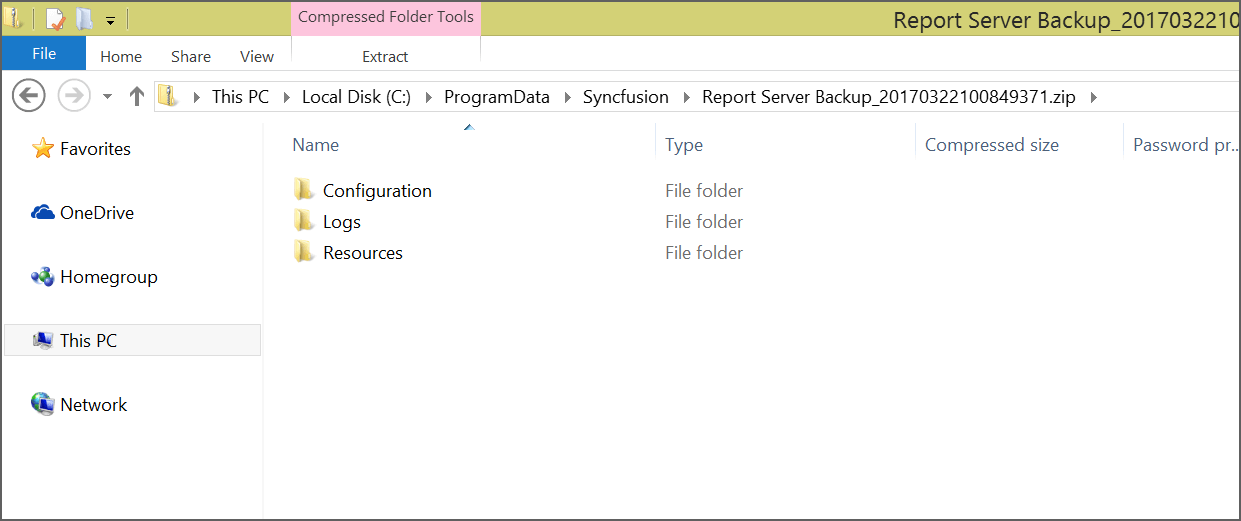 Compressed Folder Tools
Report Server Backup_2017032210
File Home Share View Extract
This PC Local Disk (C:) ProgramData Syncfusion Report Server Backup_20170322100849371.zip
Favorites
OneDrive
Homegroup
This PC
Network
Name Type Compressed size Password pr...
Configuration File folder
Logs File folder
Resources File folder